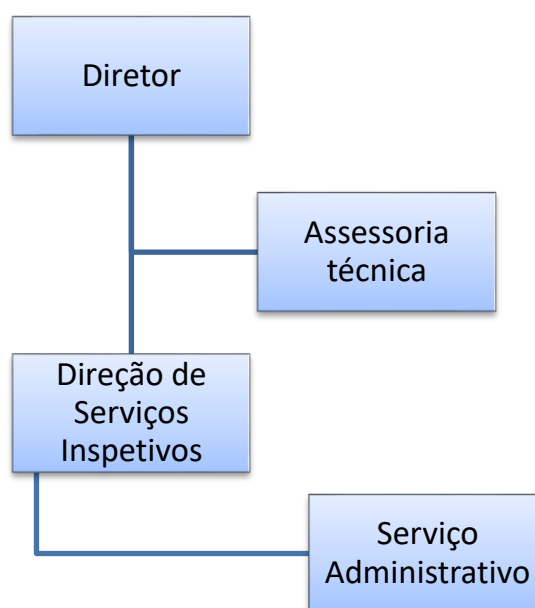 Diretor
Assessoria
técnica
Direção de
Serviços
Inspetivos
Serviço
Administrativo